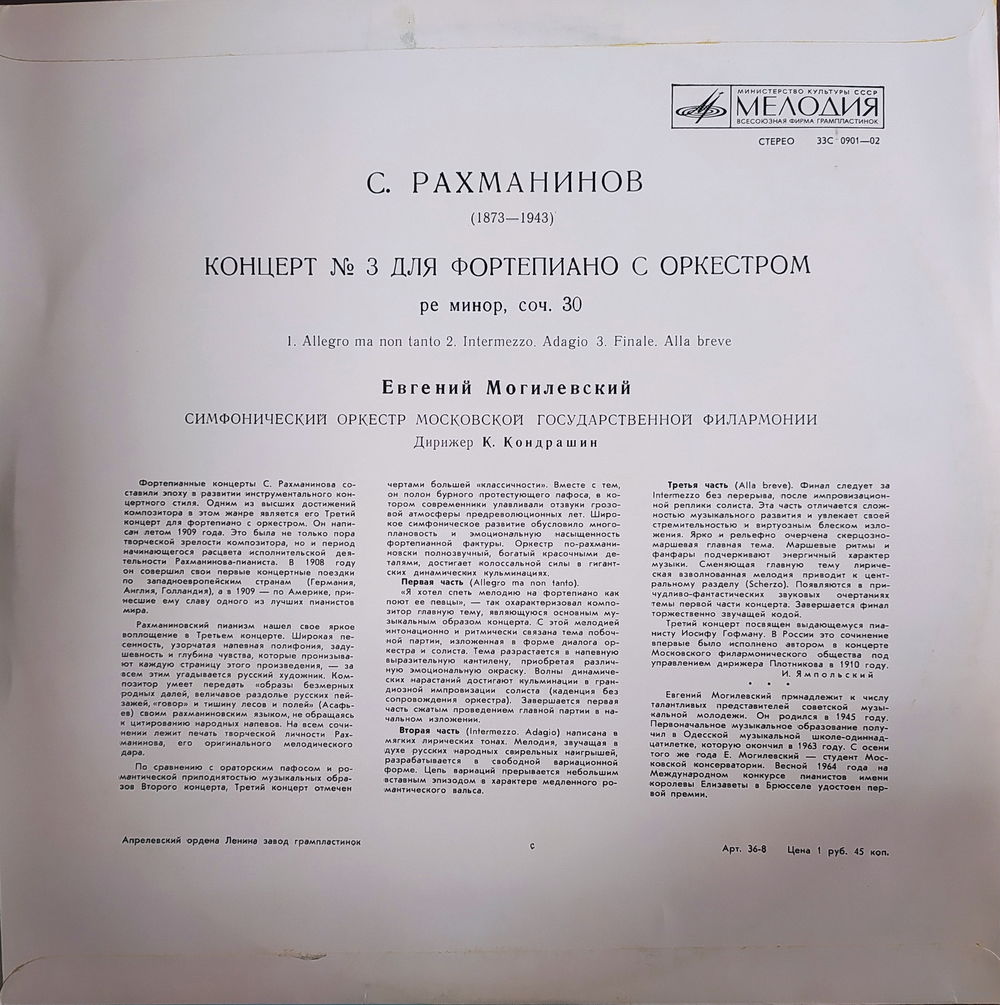 МИНИСТЕРСТВО КУЛЬТУРЫ СССР
МЕЛОДИЯ
ВСЕСОЮЗНАЯ ФИРМА ГРАМПЛАСТИНОК
СТЕРЕО 33С 0901—02
С. РАХМАНИНОВ
(1873—1943)
КОНЦЕРТ № 3 ДЛЯ ФОРТЕПИАНО С ОРКЕСТРОМ
ре минор, соч. 30
1. Allegro ma non tanto 2. Intermezzo. Adagio 3. Finale. Alla breve
Евгений Могилевский
СИМФОНИЧЕСКИЙ ОРКЕСТР МОСКОВСКОЙ ГОСУДАРСТВЕННОЙ ФИЛАРМОНИИ
Дирижер К. Кондрашин
Фортепианные концерты С. Рахманинова со-
ставили эпоху в развитии инструментального кон-
цертного стиля. Одним из высших достижений
композитора в этом жанре является его Третий
концерт для фортепиано с оркестром. Он напи-
сан летом 1909 года. Это была не только пора
творческой зрелости композитора, но и период
начинающегося расцвета исполнительской дея-
тельности Рахманинова-пианиста. В 1908 году
он совершил свои первые концертные поездки
по западноевропейским странам (Германия,
Англия, Голландия), а в 1909 — по Америке, при-
несшие ему славу одного из лучших пианистов
мира.
Рахманиновский пианизм нашел свое яркое
воплощение в Третьем концерте. Широкая пе-
сенность, узорчатая напевная полифония, заду-
шевность и глубина чувства, которые пронизыва-
ют каждую страницу этого произведения, — за
всем этим угадывается русский художник. Ком-
позитор умеет передать «образы безмерных
родных далей, величавое раздолье русских пей-
зажей, «говор» и тишину лесов и полей» (Асафь-
ев) своим рахманиновским языком, не обращаясь
к цитированию народных напевов. На всем сочи-
нении лежит печать творческой личности Рах-
манинова, его оригинального мелодического
дара.
По сравнению с ораторским пафосом и ро-
мантической приподнятостью музыкальных обра-
зов Второго концерта, Третий концерт отмечен
чертами большей «классичности». Вместе с тем,
он полон бурного протестующего пафоса, в ко-
тором современники улавливали отзвуки грозо-
вой атмосферы предреволюционных лет. Широ-
кое симфоническое развитие обусловило много-
плановость и эмоциональную насыщенность
фортепианной фактуры. Оркестр по-рахмани-
новски полнозвучный, богатый красочными де-
талями, достигает колоссальной силы в гигант-
ских динамических кульминациях.
Первая часть (Allegro ma non tanto).
«Я хотел спеть мелодию на фортепиано как
поют ее певцы», — так охарактеризовал компо-
зитор главную тему, являющуюся основным му-
зыкальным образом концерта. С этой мелодией
интонационно и ритмически связана тема побоч-
ной партии, изложенная в форме диалога ор-
кестра и солиста. Тема разрастается в напевную
выразительную кантилену, приобретая различ-
ную эмоциональную окраску. Волны динамиче-
ских нарастаний достигают кульминации в гран-
диозной импровизации солиста (каденция без
сопровождения оркестра). Завершается первая
часть сжатым проведением главной партии в на-
чальном изложении.
Вторая часть (Intermezzo. Adagio) написана в
мягких лирических тонах. Мелодия, звучащая в
духе русских народных свирельных наигрышей,
разрабатывается в свободной вариационной
форме. Цепь вариаций прерывается небольшим
вставным эпизодом в характере медленного ро-
мантического вальса.
Третья часть (Alla breve). Финал следует за
Intermezzo без перерыва, после импровизацион-
ной реплики солиста. Эта часть отличается слож-
ностью музыкального развития и увлекает своей
стремительностью и виртуозным блеском изло-
жения. Ярко и рельефно очерчена скерцозно-
маршевая главная тема. Маршевые ритмы и
фанфары подчеркивают энергичный характер
музыки. Сменяющая главную тему лириче-
ская взволнованная мелодия приводит к цент-
ральному разделу (Scherzo). Появляются в при-
чудливо-фантастических звуковых очертаниях
темы первой части концерта. Завершается финал
торжественно звучащей кодой.
Третий концерт посвящен выдающемуся пиа-
нисту Иосифу Гофману. В России это сочинение
впервые было исполнено автором в концерте
Московского филармонического общества под
управлением дирижера Плотникова в 1910 году.
И. Ямпольский
• • •
Евгений Могилевский принадлежит к числу
талантливых представителей советской музы-
кальной молодежи. Он родился в 1945 году.
Первоначальное музыкальное образование полу-
чил в Одесской музыкальной школе-одиннад-
цатилетке, которую окончил в 1963 году. С осени
того же года Е. Могилевский — студент Мос-
ковской консерватории. Весной 1964 года на
Международном конкурсе пианистов имени
королевы Елизаветы в Брюсселе удостоен пер-
вой премии.
Апрелевский ордена Ленина завод грампластинок
с
Арт. 36-8 Цена 1 руб. 45 коп.